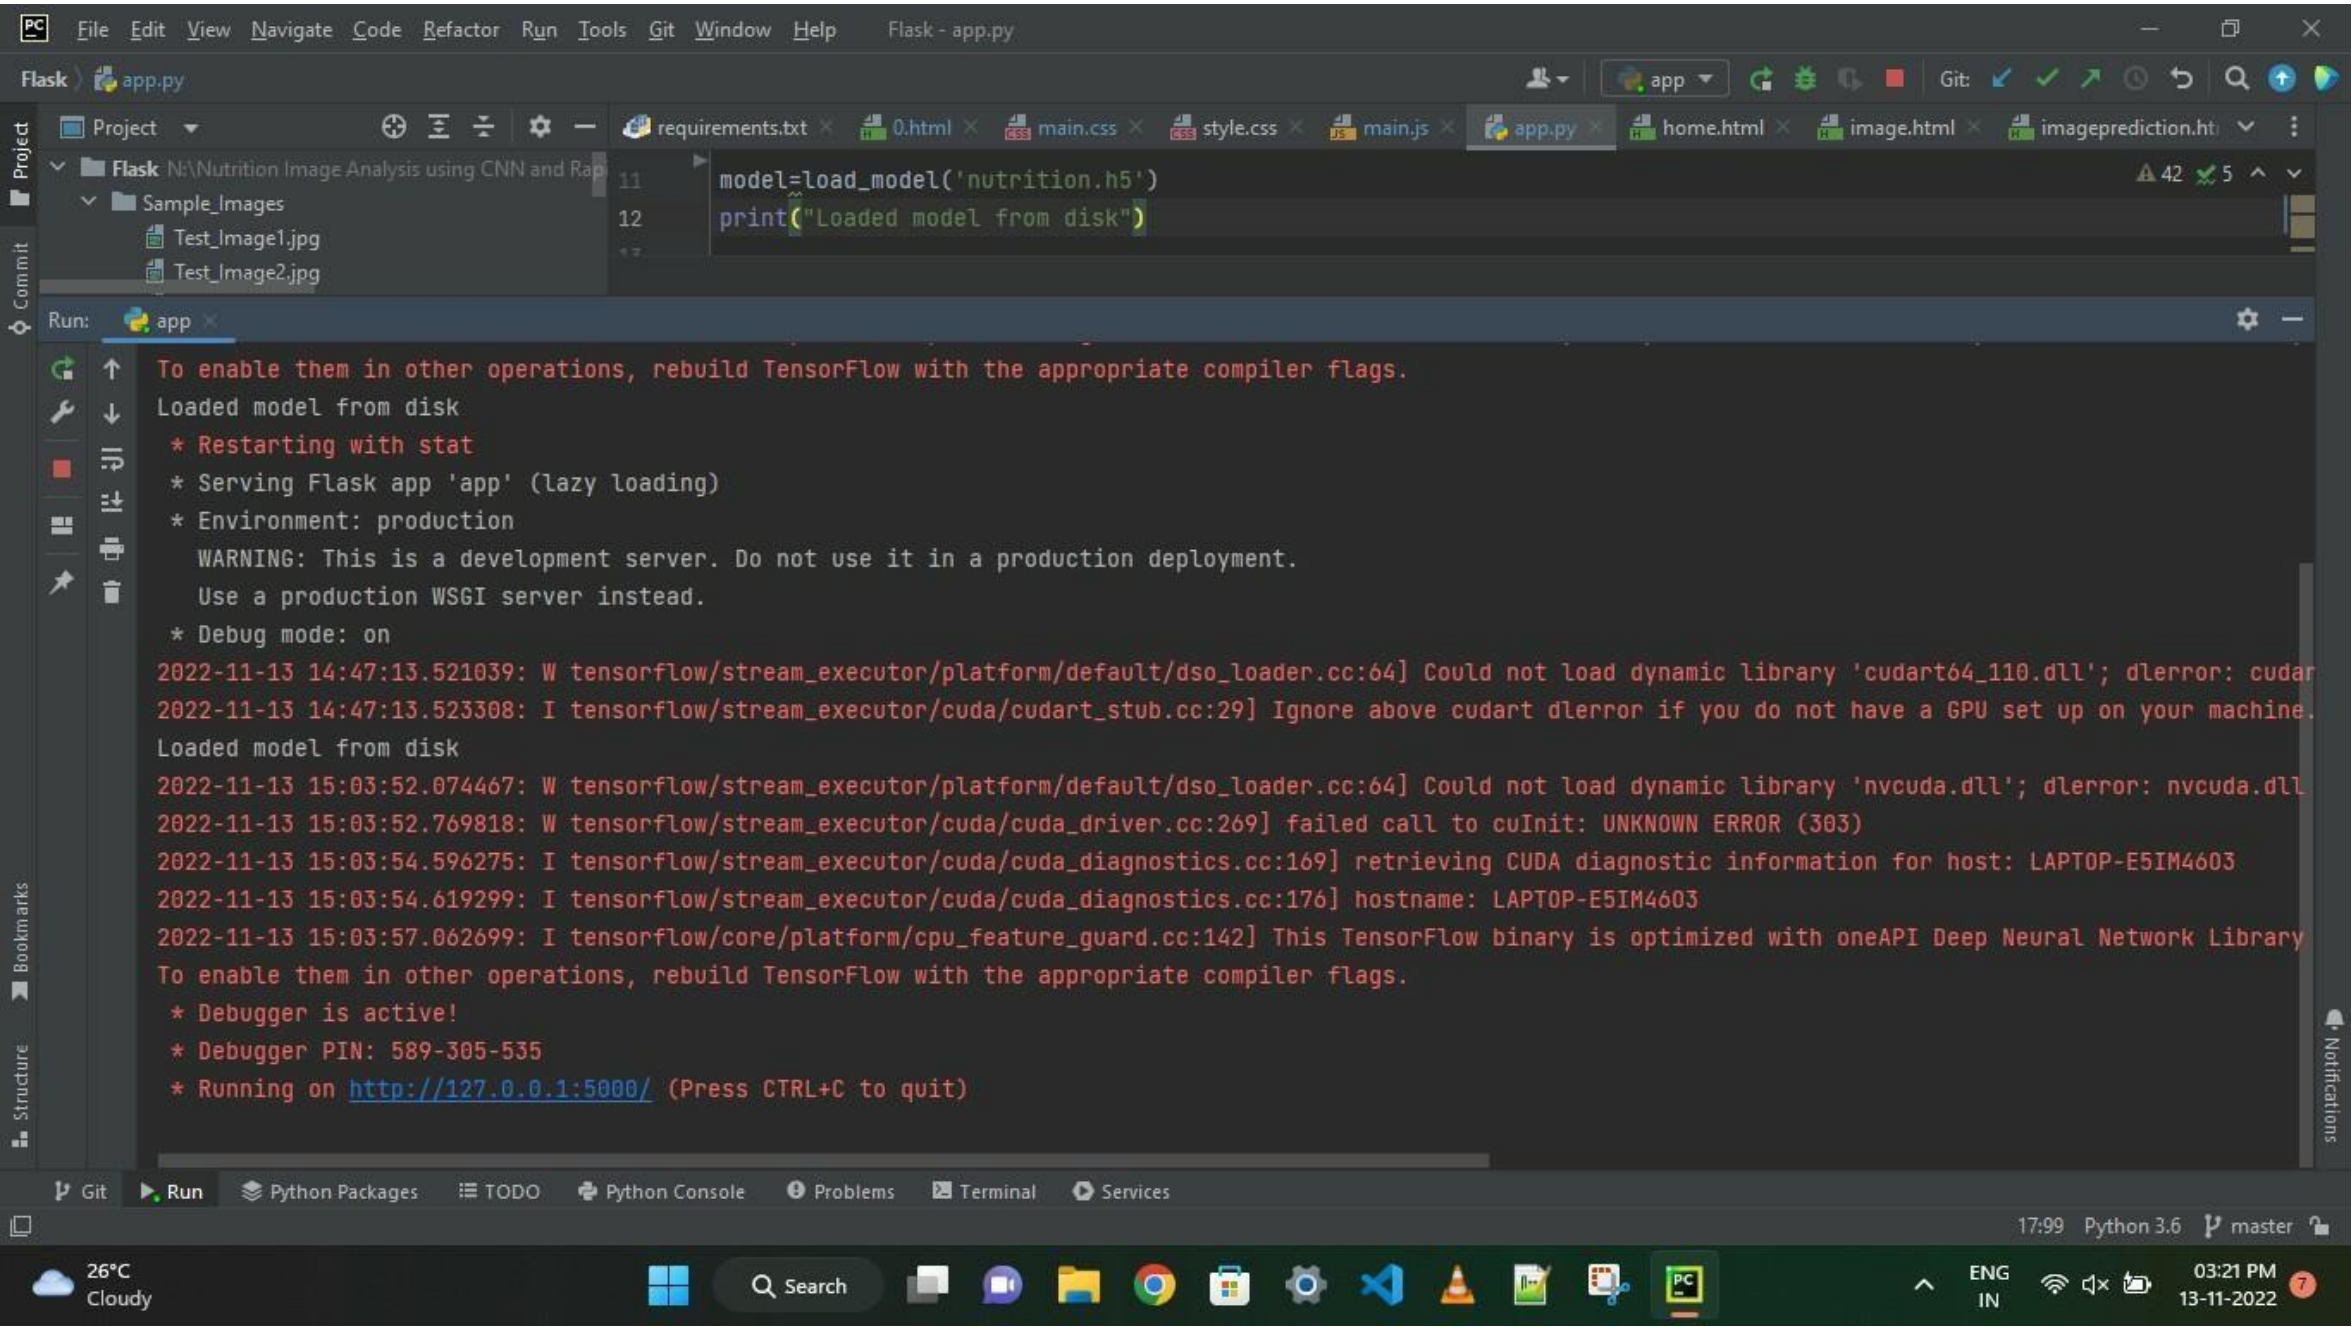 PC File Edit View Navigate Code Refactor Run Tools Git Window Help Flask - app.py
Flask app.py app Git:
Project requirements.txt 0.html main.css style.css main.js app.py home.html image.html imageprediction.ht
Flask N:\Nutrition Image Analysis using CNN and Rap
Sample_Images
Test_Image1.jpg
Test_Image2.jpg
11 model=load_model('nutrition.h5')
12 print("Loaded model from disk")
42 5
Project
Commit
Run: app
To enable them in other operations, rebuild TensorFlow with the appropriate compiler flags.
Loaded model from disk
* Restarting with stat
* Serving Flask app 'app' (lazy loading)
* Environment: production
WARNING: This is a development server. Do not use it in a production deployment.
Use a production WSGI server instead.
* Debug mode: on
2022-11-13 14:47:13.521039: W tensorflow/stream_executor/platform/default/dso_loader.cc:64] Could not load dynamic library 'cudart64_110.dll'; dlerror: cudar
2022-11-13 14:47:13.523308: I tensorflow/stream_executor/cuda/cudart_stub.cc:29] Ignore above cudart dlerror if you do not have a GPU set up on your machine.
Loaded model from disk
2022-11-13 15:03:52.074467: W tensorflow/stream_executor/platform/default/dso_loader.cc:64] Could not load dynamic library 'nvcuda.dll'; dlerror: nvcuda.dll
2022-11-13 15:03:52.769818: W tensorflow/stream_executor/cuda/cuda_driver.cc:269] failed call to cuInit: UNKNOWN ERROR (303)
2022-11-13 15:03:54.596275: I tensorflow/stream_executor/cuda/cuda_diagnostics.cc:169] retrieving CUDA diagnostic information for host: LAPTOP-E5IM46O3
2022-11-13 15:03:54.619299: I tensorflow/stream_executor/cuda/cuda_diagnostics.cc:176] hostname: LAPTOP-E5IM46O3
2022-11-13 15:03:57.062699: I tensorflow/core/platform/cpu_feature_guard.cc:142] This TensorFlow binary is optimized with oneAPI Deep Neural Network Library
To enable them in other operations, rebuild TensorFlow with the appropriate compiler flags.
* Debugger is active!
* Debugger PIN: 589-305-535
* Running on http://127.0.0.1:5000/ (Press CTRL+C to quit)
Bookmarks
Structure
Notifications
Git Run Python Packages TODO Python Console Problems Terminal Services
17:99 Python 3.6 master
26°C
Cloudy
Search
PC
ENG
IN
03:21 PM
13-11-2022
7